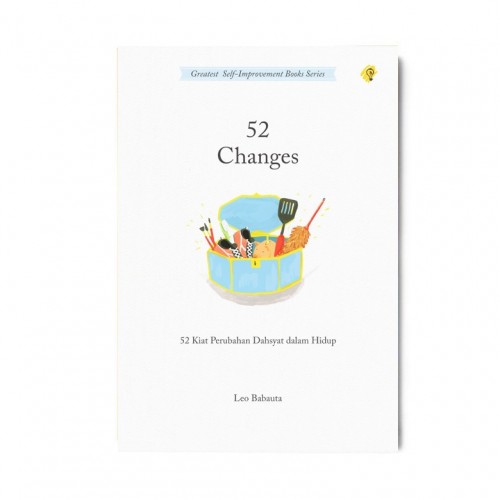 Greatest Self-Improvement Books Series
52
Changes
52 Kiat Perubahan Dahsyat dalam Hidup
Leo Babauta